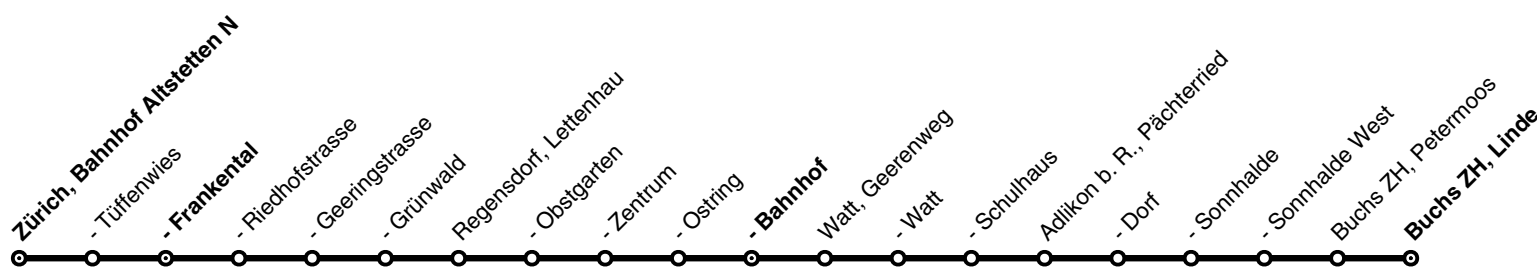 Zürich, Bahnhof Altstetten N
- Tüffenwies
- Frankental
- Riedhofstrasse
- Geeringstrasse
- Grünwald
Regensdorf, Lettenhau
- Obstgarten
- Zentrum
- Ostring
- Bahnhof
Watt, Geerenweg
- Watt
- Schulhaus
Adlikon b. R., Pächterried
- Dorf
- Sonnhalde
- Sonnhalde West
Buchs ZH, Petermoos
Buchs ZH, Linde